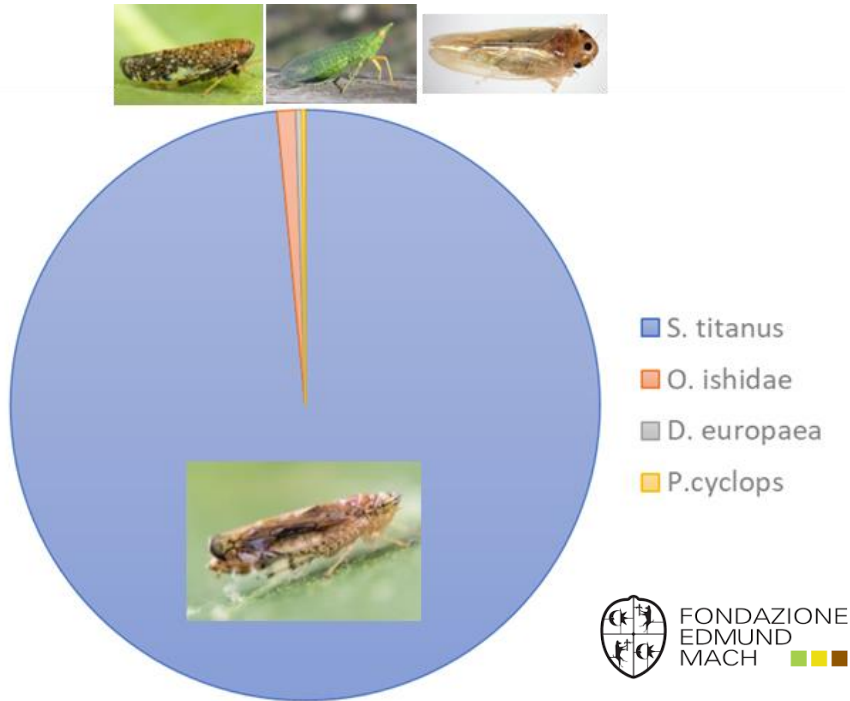 S. titanus
O. ishidae
D. europaea
P.cyclops
FONDAZIONE
EDMUND
MACH